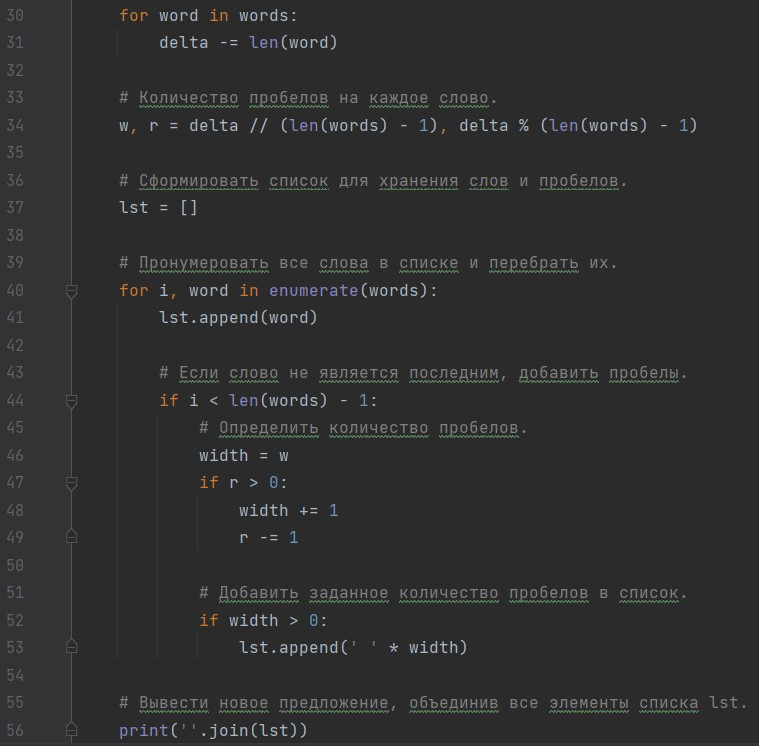 30 for word in words:
31 delta -= len(word)
32
33 # Количество пробелов на каждое слово.
34 w, r = delta // (len(words) - 1), delta % (len(words) - 1)
35
36 # Сформировать список для хранения слов и пробелов.
37 lst = []
38
39 # Пронумеровать все слова в списке и перебрать их.
40 for i, word in enumerate(words):
41 lst.append(word)
42
43 # Если слово не является последним, добавить пробелы.
44 if i < len(words) - 1:
45 # Определить количество пробелов.
46 width = w
47 if r > 0:
48 width += 1
49 r -= 1
50
51 # Добавить заданное количество пробелов в список.
52 if width > 0:
53 lst.append(' ' * width)
54
55 # Вывести новое предложение, объединив все элементы списка lst.
56 print(''.join(lst))